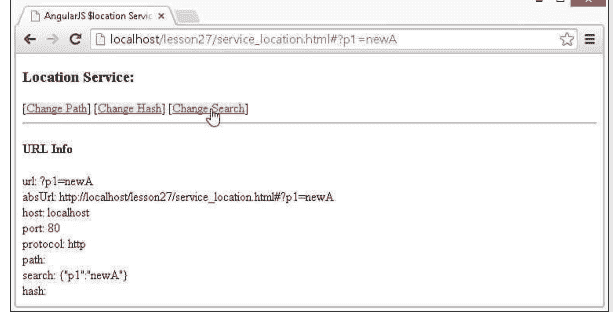 AngularJS $location Servic
localhost/lesson27/service_location.html#?p1=newA
Location Service:
[Change Path] [Change Hash] [Change Search]
URL Info
url: ?p1=newA
absUrl: http://localhost/lesson27/service_location.html#?p1=newA
host: localhost
port: 80
protocol: http
path:
search: {"p1":"newA"}
hash: